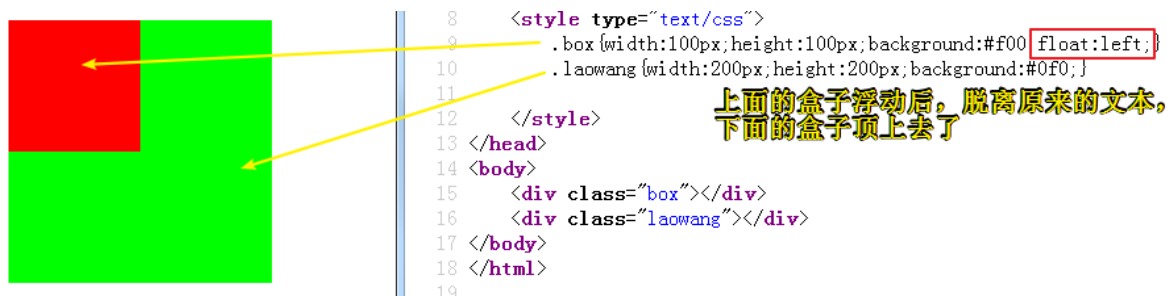 8 <style type="text/css">
9 .box{width:100px;height:100px;background:#f00 float:left;}
10 .laowang{width:200px;height:200px;background:#0f0;}
11
上面的盒子浮动后，脱离原来的文本，
12 </style>
下面的盒子顶上去了
13 </head>
14 <body>
15 <div class="box"></div>
16 <div class="laowang"></div>
17 </body>
18 </html>
19